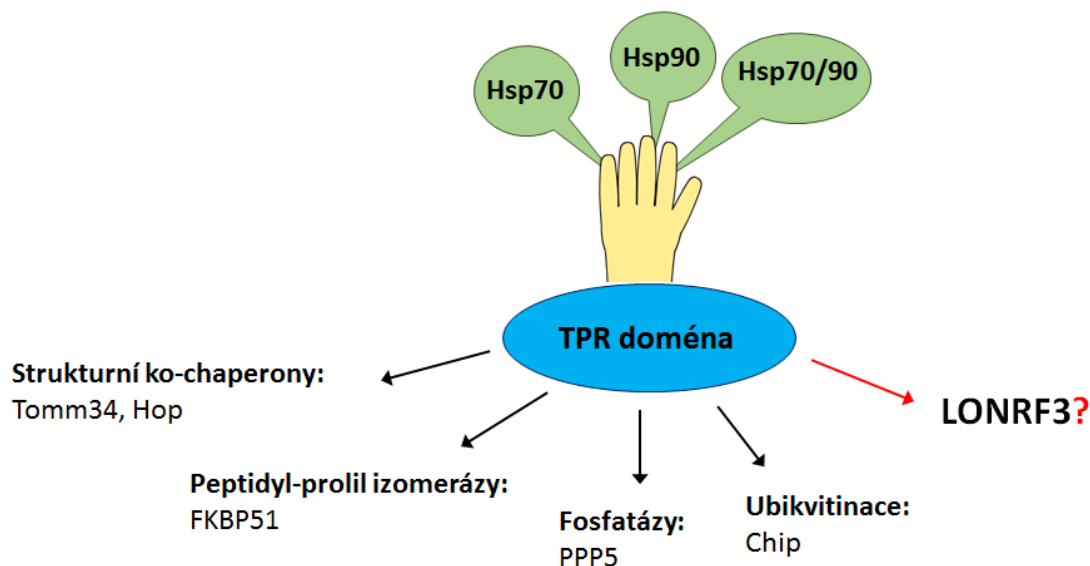 Hsp70
Hsp90
Hsp70/90
TPR doména
Strukturní ko-chaperony:
Tomm34, Hop
Peptidyl-prolil izomerázy:
FKBP51
Fosfatázy:
PPP5
Ubikvitinace:
Chip
LONRF3?